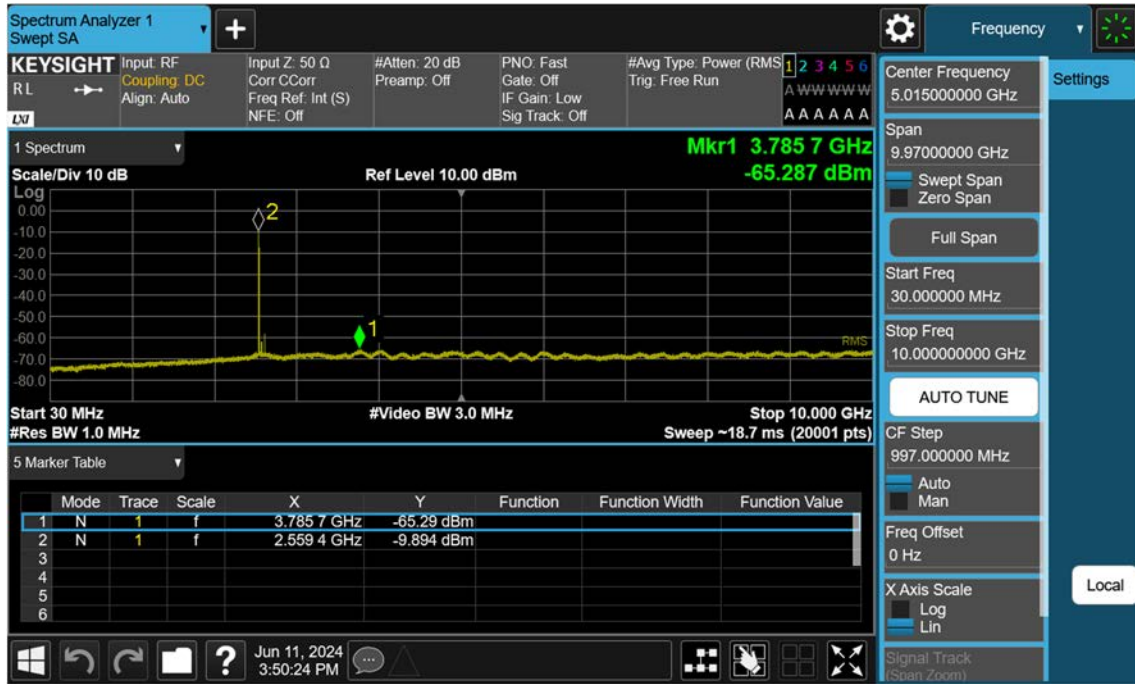 Spectrum Analyzer 1
Swept SA
Frequency
KEYSIGHT
R L
LXI
Input: RF
Coupling: DC
Align: Auto
Input Z: 50 Ω
Corr CCorr
Freq Ref: Int (S)
NFE: Off
#Atten: 20 dB
Preamp: Off
PNO: Fast
Gate: Off
IF Gain: Low
Sig Track: Off
#Avg Type: Power (RMS
Trig: Free Run
1 2 3 4 5 6
A W W W W W
A A A A A A
1 Spectrum
Scale/Div 10 dB
Ref Level 10.00 dBm
Mkr1 3.785 7 GHz
-65.287 dBm
Log
0.00
-10.0
-20.0
-30.0
-40.0
-50.0
-60.0
-70.0
-80.0
2
1
RMS
Start 30 MHz
#Video BW 3.0 MHz
Stop 10.000 GHz
#Res BW 1.0 MHz
Sweep ~18.7 ms (20001 pts)
5 Marker Table
Mode Trace Scale X Y Function Function Width Function Value
1 N 1 f 3.785 7 GHz -65.29 dBm
2 N 1 f 2.559 4 GHz -9.894 dBm
3
4
5
6
Jun 11, 2024
3:50:24 PM
?
Center Frequency
5.015000000 GHz
Span
9.97000000 GHz
Swept Span
Zero Span
Full Span
Start Freq
30.000000 MHz
Stop Freq
10.000000000 GHz
AUTO TUNE
CF Step
997.000000 MHz
Auto
Man
Freq Offset
0 Hz
X Axis Scale
Log
Lin
Signal Track
(Span Zoom)
Settings
Local